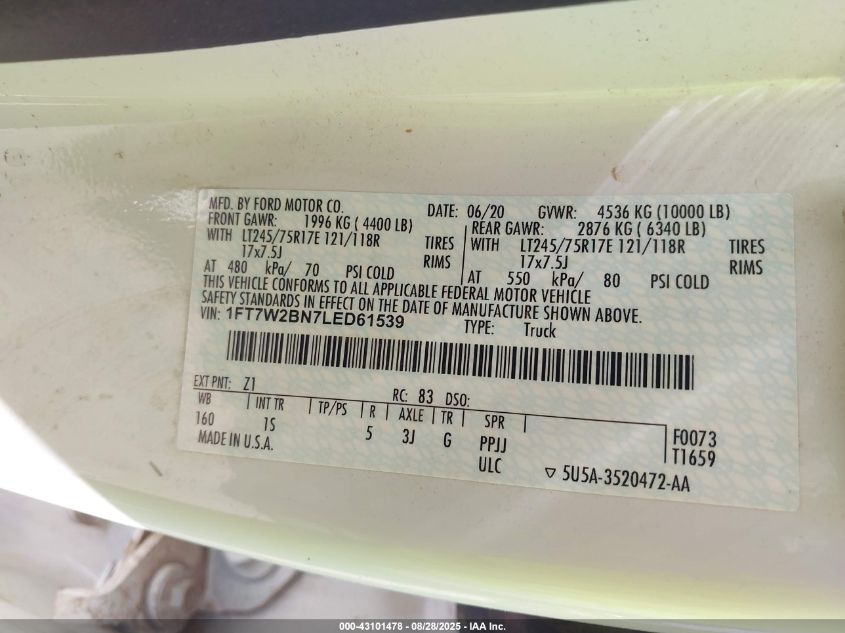 MFD. BY FORD MOTOR CO. DATE: 06/20 GVWR: 4536 KG (10000 LB)
FRONT GAWR: 1996 KG ( 4400 LB) REAR GAWR: 2876 KG ( 6340 LB)
WITH LT245/75R17E 121/118R TIRES WITH LT245/75R17E 121/118R TIRES
17x7.5J RIMS 17x7.5J RIMS
AT 480 kPa/ 70 PSI COLD AT 550 kPa/ 80 PSI COLD
THIS VEHICLE CONFORMS TO ALL APPLICABLE FEDERAL MOTOR VEHICLE
SAFETY STANDARDS IN EFFECT ON THE DATE OF MANUFACTURE SHOWN ABOVE.
VIN: 1FT7W2BN7LED61539 TYPE: Truck
EXT PNT: Z1 RC: 83 DSO:
WB INT TR TP/PS R AXLE TR SPR
160 1S 5 3J G PPJJ F0073
MADE IN U.S.A. ULC T1659
5U5A-3520472-AA
000-43101478 | 08/28/2025 | IAA Inc.